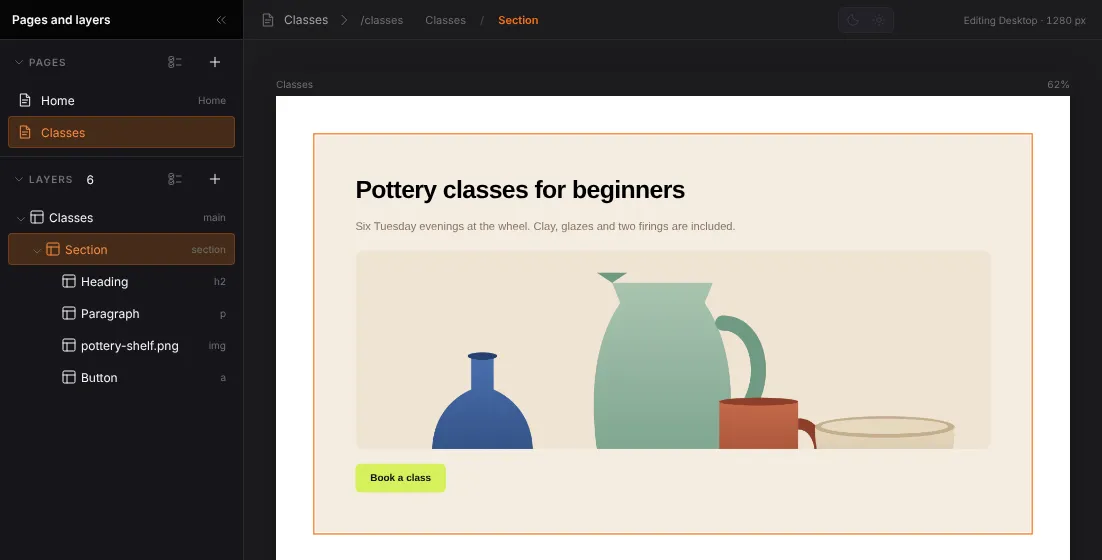 Pages and layers
Classes /classes Classes / Section
Editing Desktop · 1280 px
PAGES
Home Home
Classes
LAYERS 6
Classes main
Section section
Heading h2
Paragraph p
pottery-shelf.png img
Button a
Classes 62%
Pottery classes for beginners
Six Tuesday evenings at the wheel. Clay, glazes and two firings are included.
Book a class